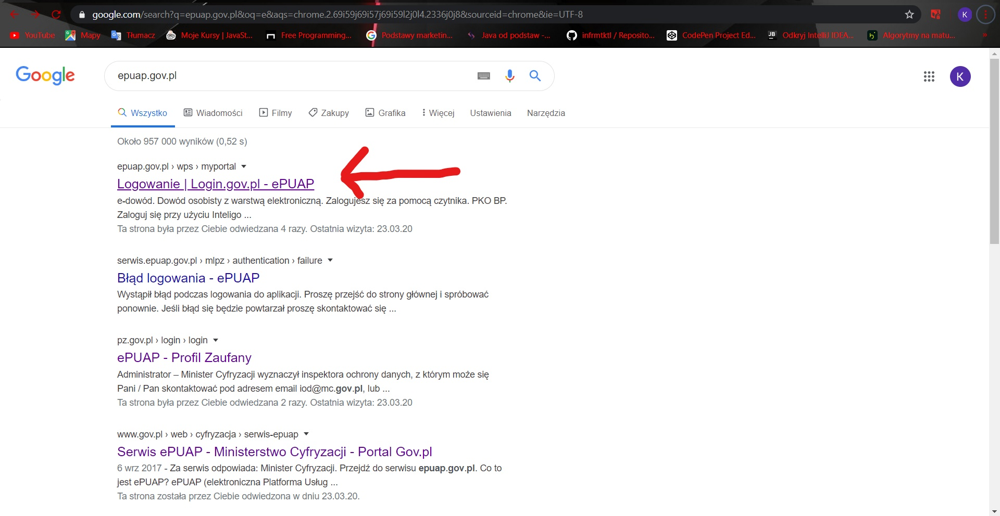 google.com/search?q=epuap.gov.pl&oq=e&aqs=chrome.2.69i59j69i57j69i59l2j0l4.2336j0j8&sourceid=chrome&ie=UTF-8
K
YouTube Mapy Tłumacz Moje Kursy | JavaSt... Free Programming... Podstawy marketin... Java od podstaw -... infrmtktl / Reposito... CodePen Project Ed... JB Odkryj IntelliJ IDEA... Algorytmy na matu... »
Google epuap.gov.pl K
Wszystko Wiadomości Filmy Zakupy Grafika Więcej Ustawienia Narzędzia
Około 957 000 wyników (0,52 s)
epuap.gov.pl › wps › myportal
Logowanie | Login.gov.pl - ePUAP
e-dowód. Dowód osobisty z warstwą elektroniczną. Zalogujesz się za pomocą czytnika. PKO BP.
Zaloguj się przy użyciu Inteligo ...
Ta strona była przez Ciebie odwiedzana 4 razy. Ostatnia wizyta: 23.03.20
serwis.epuap.gov.pl › mlpz › authentication › failure
Błąd logowania - ePUAP
Wystąpił błąd podczas logowania do aplikacji. Proszę przejść do strony głównej i spróbować
ponownie. Jeśli błąd się będzie powtarzał proszę skontaktować się ...
pz.gov.pl › login › login
ePUAP - Profil Zaufany
Administrator – Minister Cyfryzacji wyznaczył inspektora ochrony danych, z którym może się
Pani / Pan skontaktować pod adresem email iod@mc.gov.pl, lub ...
Ta strona była przez Ciebie odwiedzana 2 razy. Ostatnia wizyta: 23.03.20
www.gov.pl › web › cyfryzacja › serwis-epuap
Serwis ePUAP - Ministerstwo Cyfryzacji - Portal Gov.pl
6 wrz 2017 - Za serwis odpowiada: Minister Cyfryzacji. Przejdź do serwisu epuap.gov.pl. Co to
jest ePUAP? ePUAP (elektroniczna Platforma Usług ...
Ta strona została przez Ciebie odwiedzona w dniu 23.03.20.